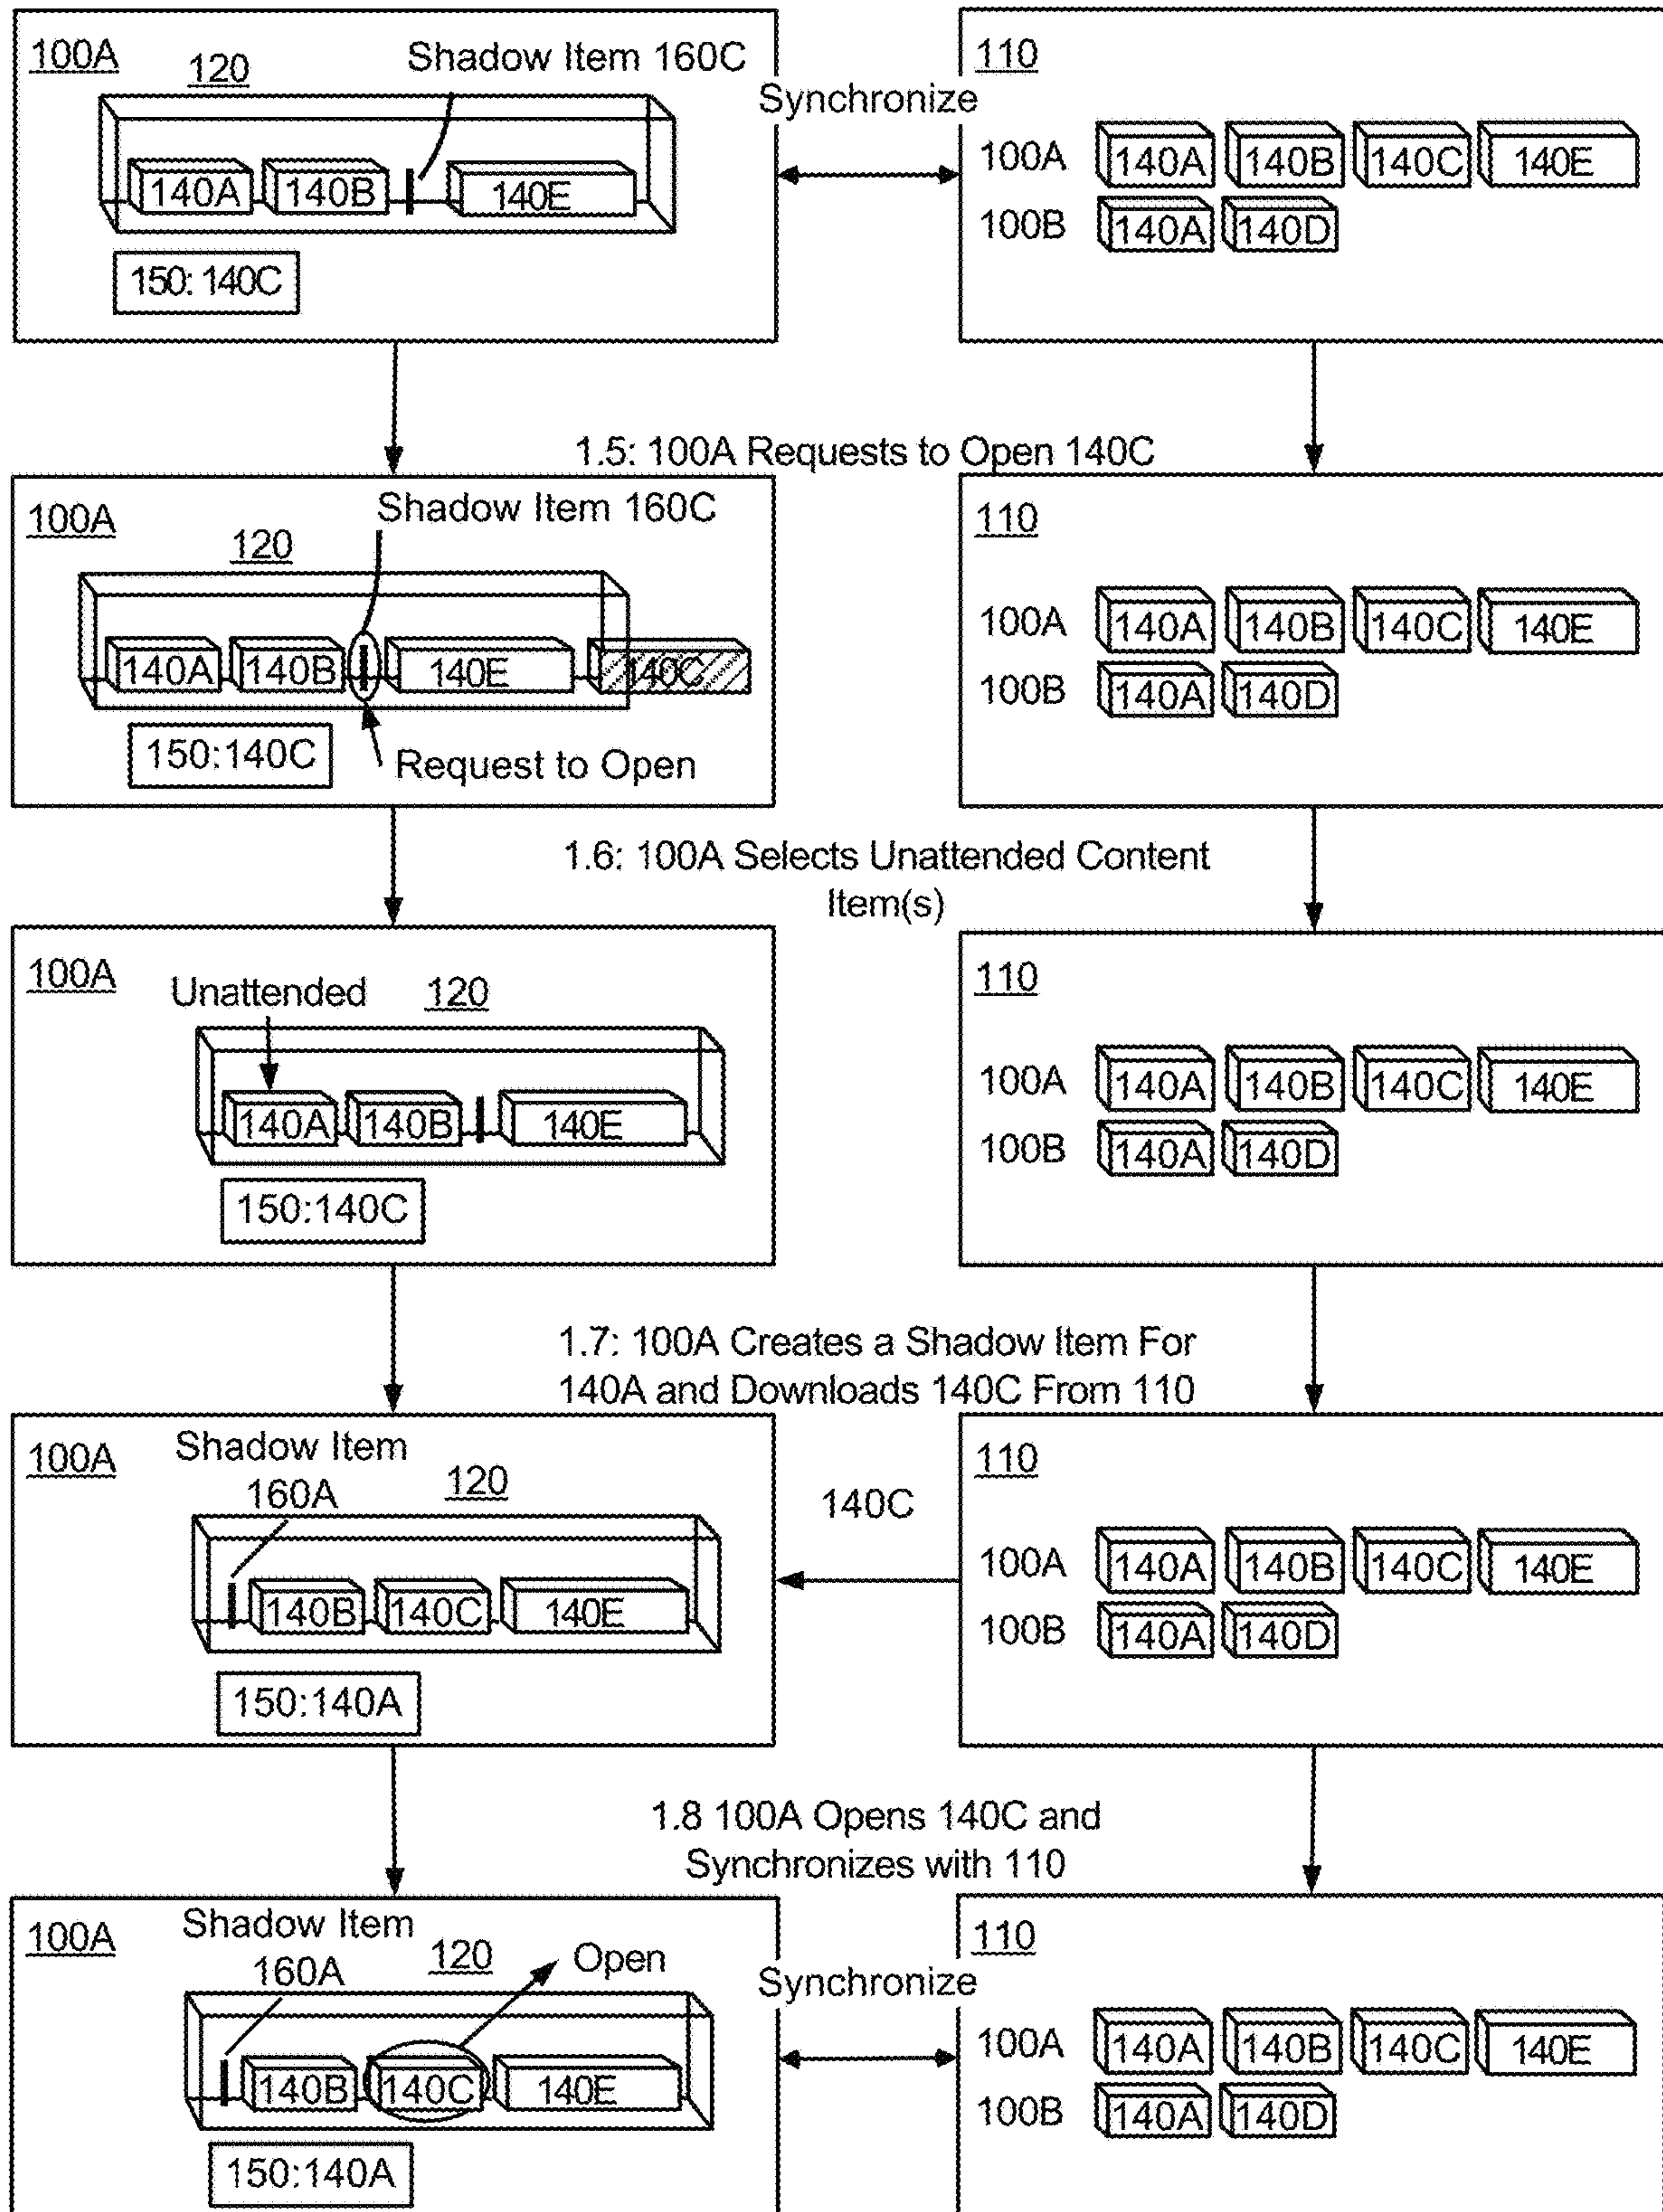 100A
120
Shadow Item 160C
140A
140B
140E
150: 140C
Synchronize
110
100A
140A
140B
140C
140E
100B
140A
140D
1.5: 100A Requests to Open 140C
100A
Shadow Item 160C
120
140A
140B
140E
140C
150:140C
Request to Open
110
100A
140A
140B
140C
140E
100B
140A
140D
1.6: 100A Selects Unattended Content
Item(s)
100A
Unattended
120
140A
140B
140E
150:140C
110
100A
140A
140B
140C
140E
100B
140A
140D
1.7: 100A Creates a Shadow Item For
140A and Downloads 140C From 110
100A
Shadow Item
160A
120
140B
140C
140E
150:140A
140C
110
100A
140A
140B
140C
140E
100B
140A
140D
1.8 100A Opens 140C and
Synchronizes with 110
100A
Shadow Item
160A
120
Open
140B
140C
140E
150:140A
Synchronize
110
100A
140A
140B
140C
140E
100B
140A
140D